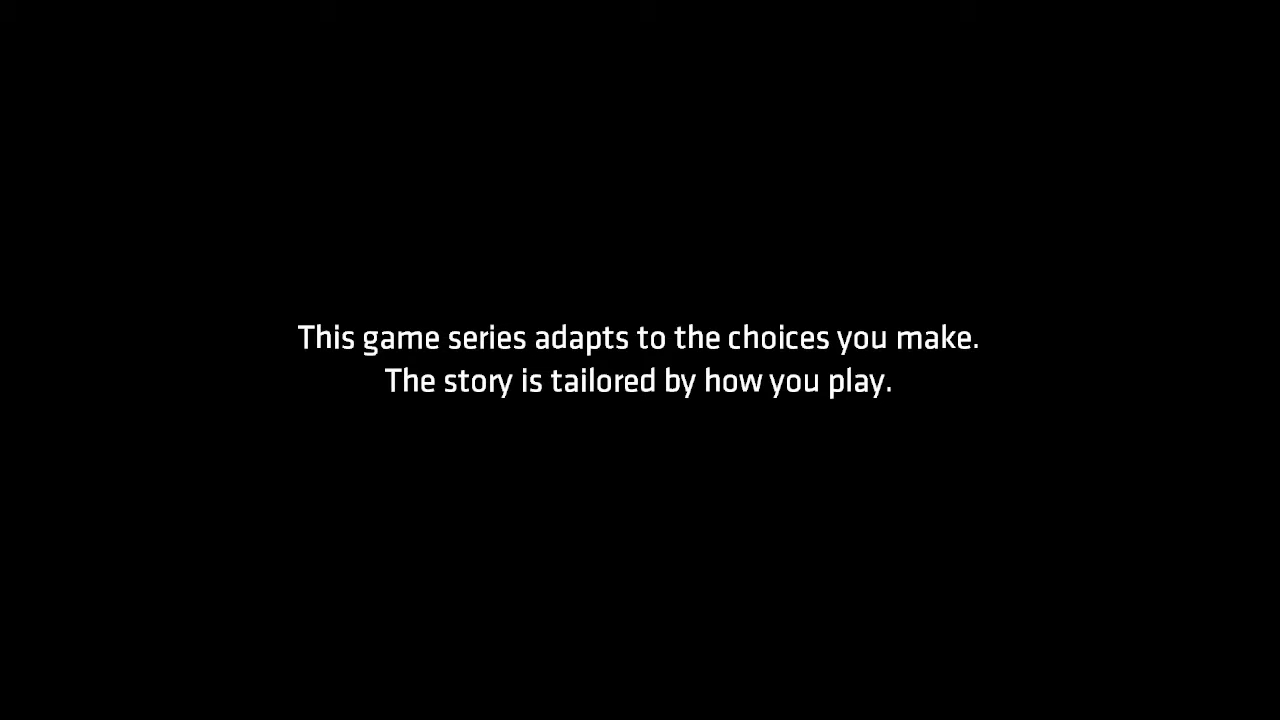 This game series adapts to the choices you make.
The story is tailored by how you play.